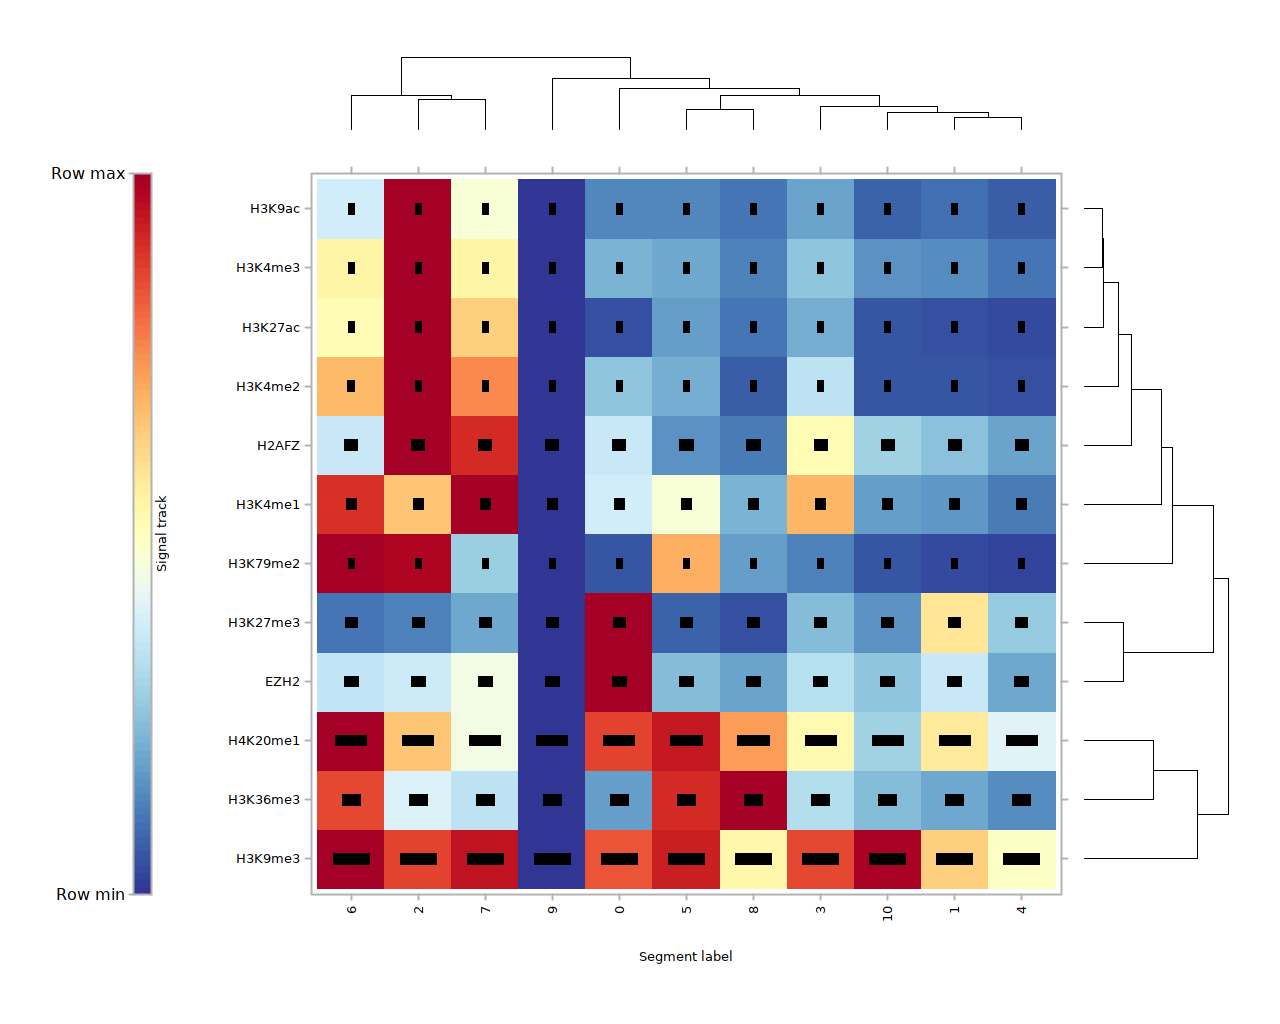 Row max
Signal track
Row min
H3K9ac
H3K4me3
H3K27ac
H3K4me2
H2AFZ
H3K4me1
H3K79me2
H3K27me3
EZH2
H4K20me1
H3K36me3
H3K9me3
6 2 7 9 0 5 8 3 10 1 4
Segment label